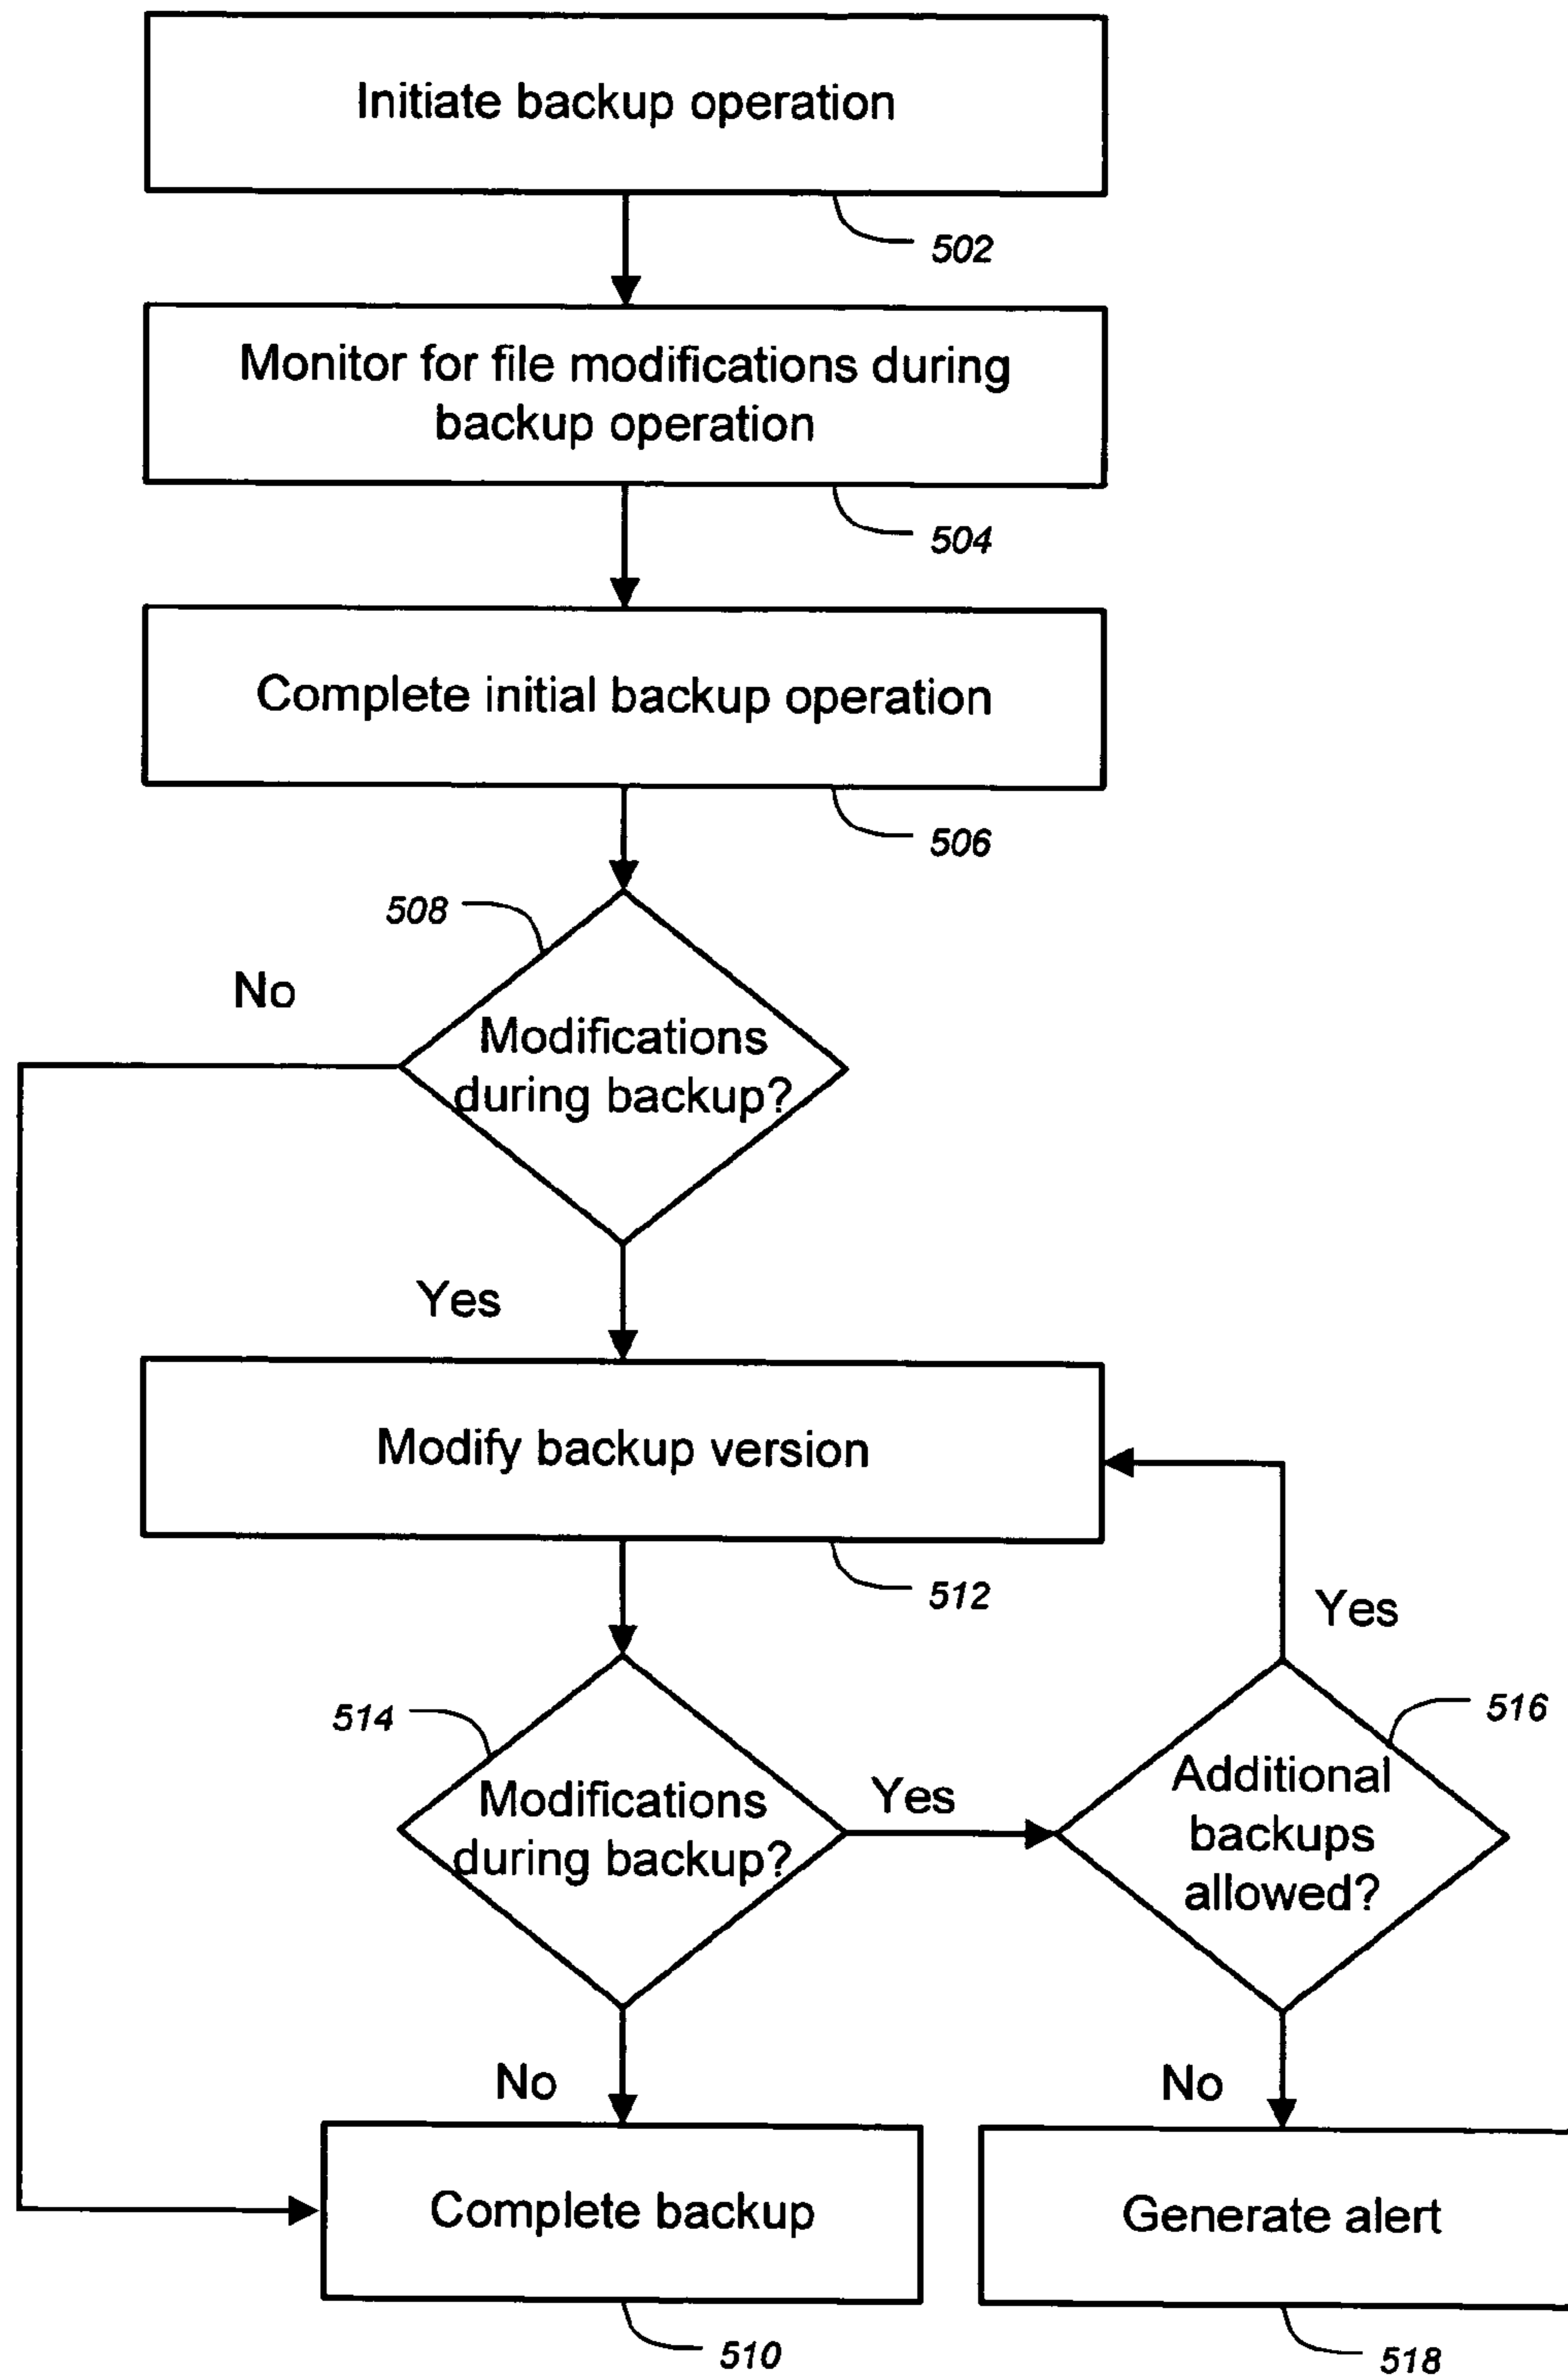 Initiate backup operation
502
Monitor for file modifications during
backup operation
504
Complete initial backup operation
506
508
No
Modifications
during backup?
Yes
Modify backup version
512
Yes
514
516
Modifications
during backup?
Yes
Additional
backups
allowed?
No
No
Complete backup
510
Generate alert
518